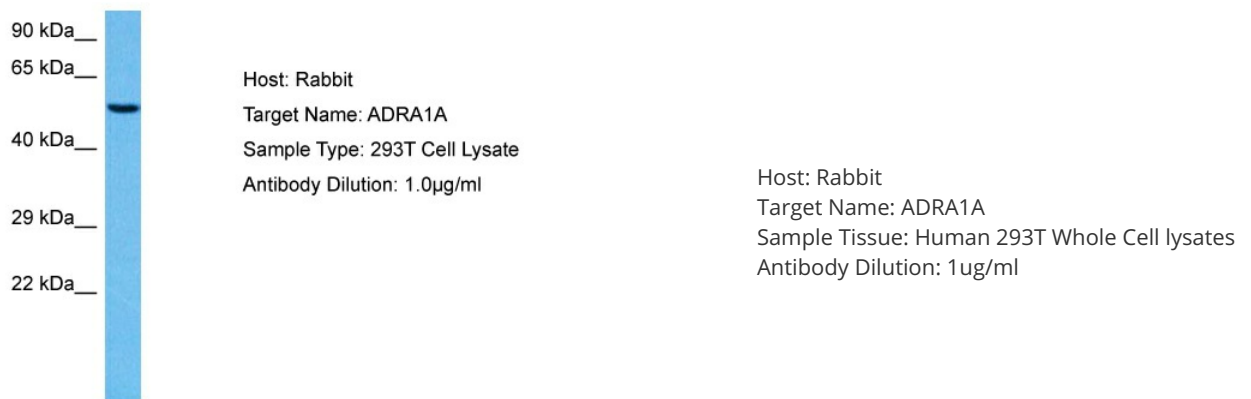 90 kDa__
65 kDa__
40 kDa__
29 kDa__
22 kDa__
Host: Rabbit
Target Name: ADRA1A
Sample Type: 293T Cell Lysate
Antibody Dilution: 1.0µg/ml
Host: Rabbit
Target Name: ADRA1A
Sample Tissue: Human 293T Whole Cell lysates
Antibody Dilution: 1ug/ml